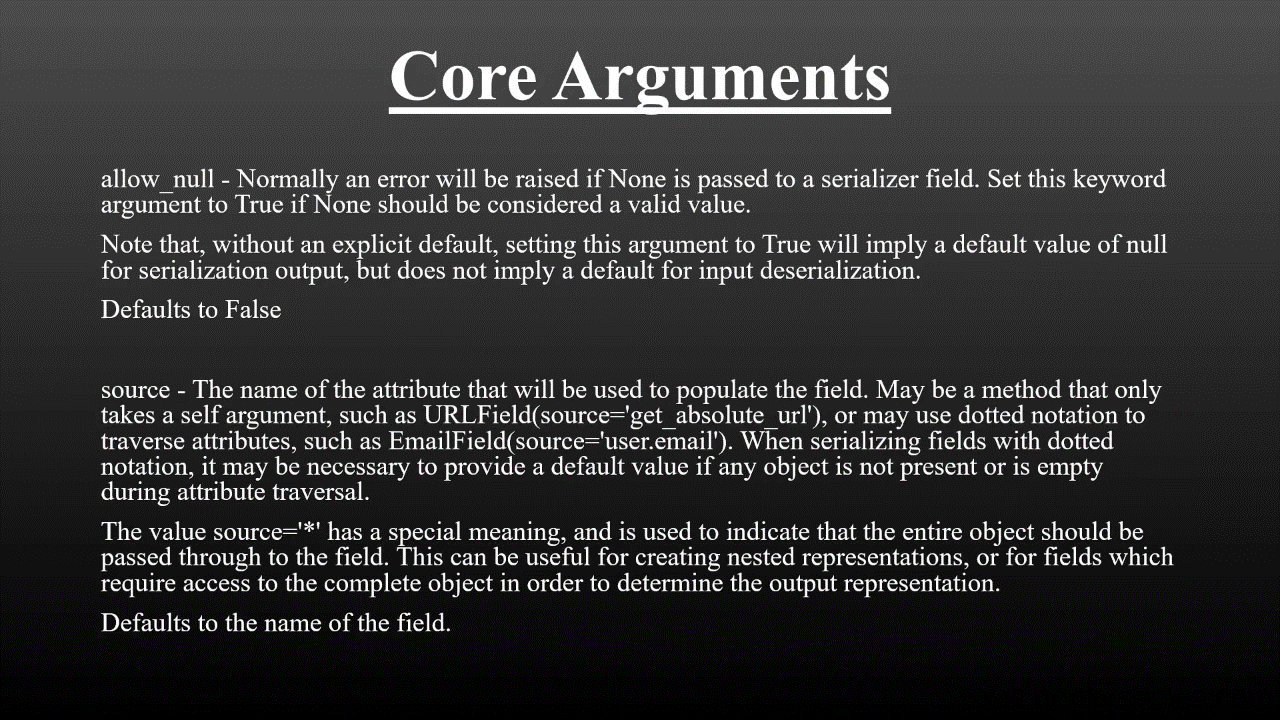 Core Arguments
allow_null - Normally an error will be raised if None is passed to a serializer field. Set this keyword
argument to True if None should be considered a valid value.
Note that, without an explicit default, setting this argument to True will imply a default value of null
for serialization output, but does not imply a default for input deserialization.
Defaults to False
source - The name of the attribute that will be used to populate the field. May be a method that only
takes a self argument, such as URLField(source='get_absolute_url'), or may use dotted notation to
traverse attributes, such as EmailField(source='user.email'). When serializing fields with dotted
notation, it may be necessary to provide a default value if any object is not present or is empty
during attribute traversal.
The value source='*' has a special meaning, and is used to indicate that the entire object should be
passed through to the field. This can be useful for creating nested representations, or for fields which
require access to the complete object in order to determine the output representation.
Defaults to the name of the field.